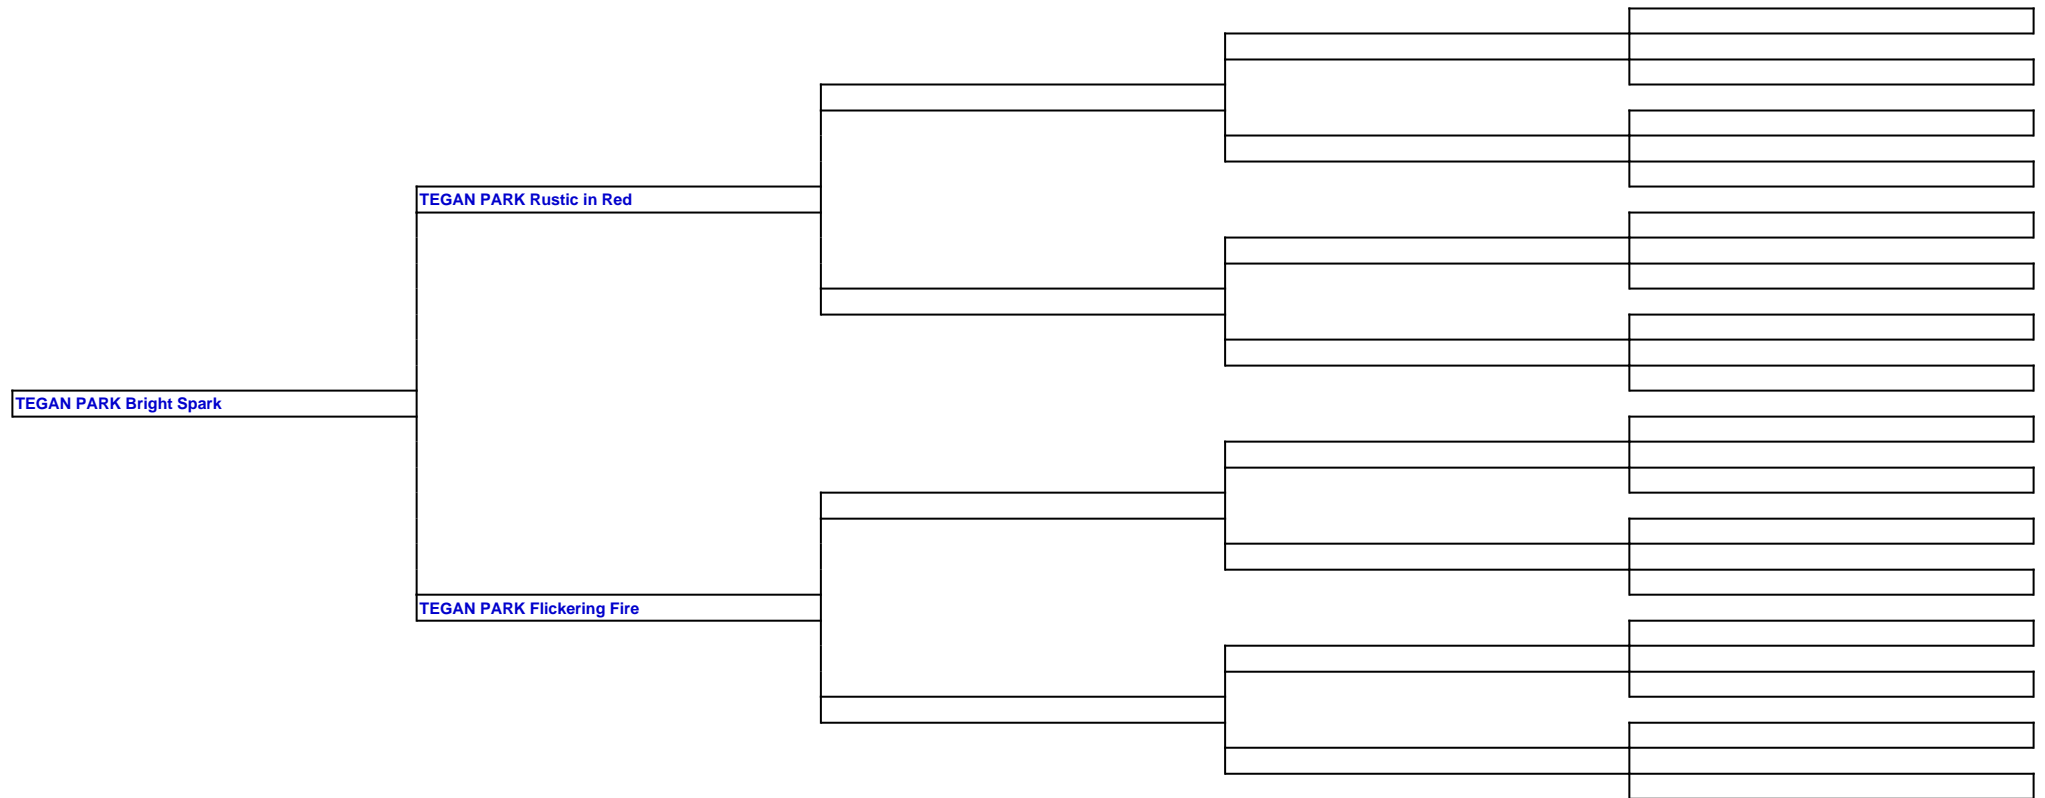 TEGAN PARK Rustic in Red
TEGAN PARK Bright Spark
TEGAN PARK Flickering Fire